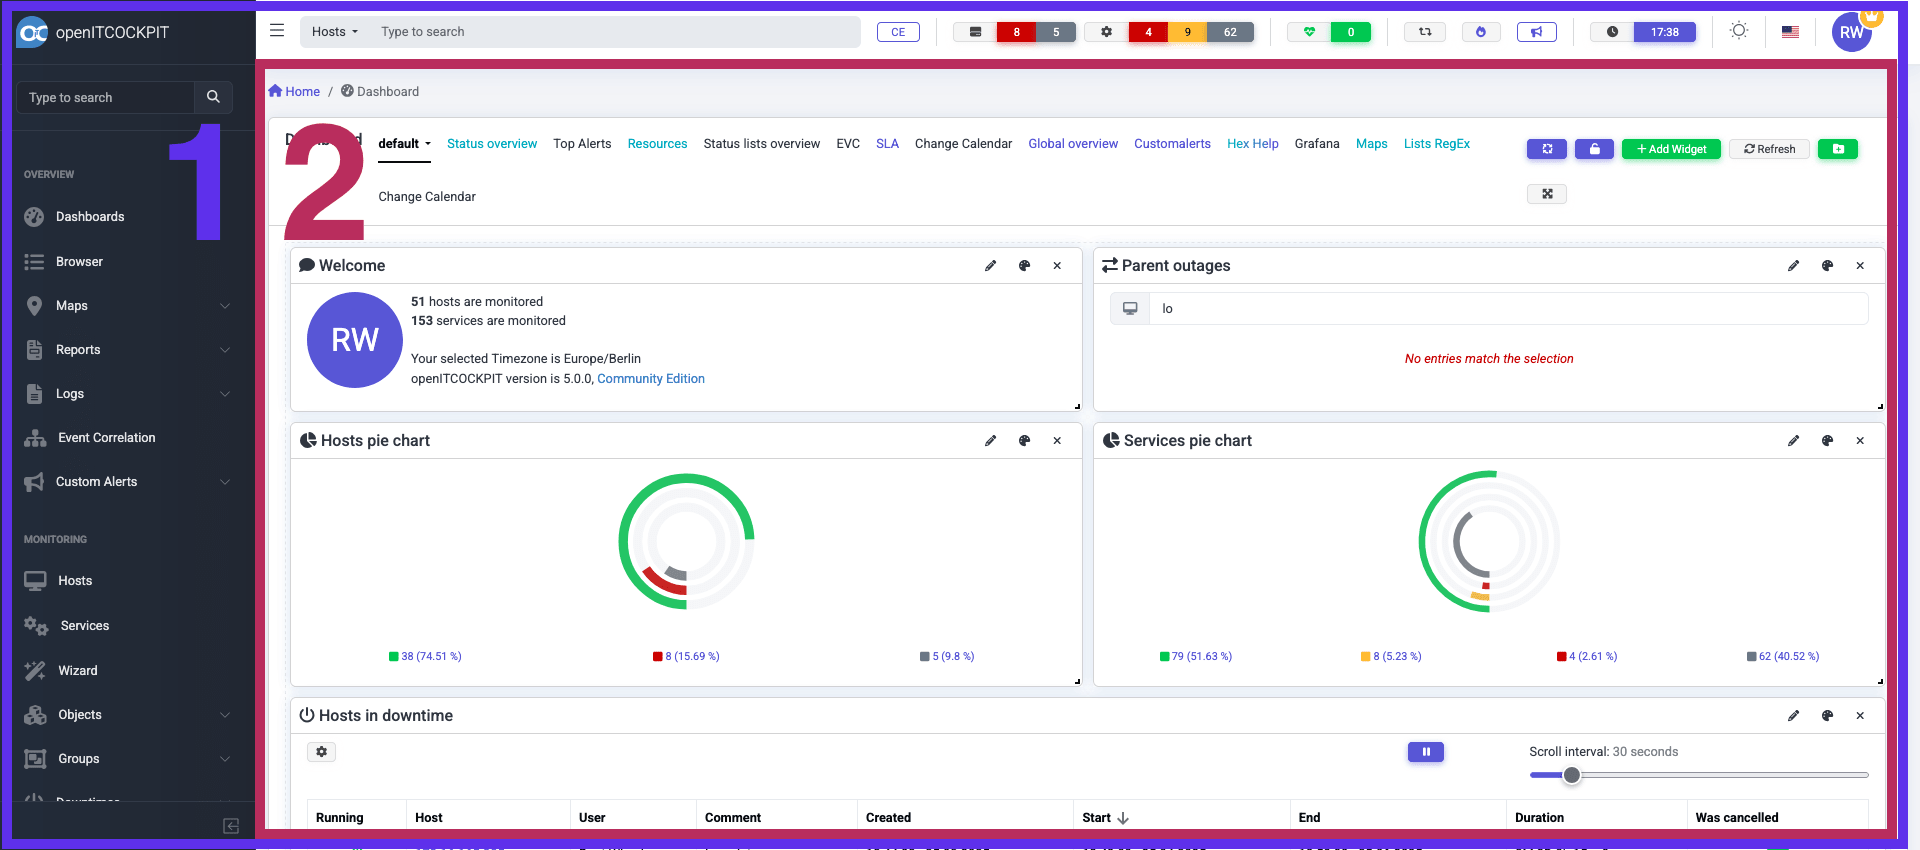 openITCOCKPIT
Hosts Type to search CE 8 5 4 9 62 0 17:38 RW
Type to search
Home / Dashboard
1
2
default Status overview Top Alerts Resources Status lists overview EVC SLA Change Calendar Global overview Customalerts Hex Help Grafana Maps Lists RegEx
Change Calendar
+ Add Widget Refresh
OVERVIEW
Dashboards
Browser
Maps
Reports
Logs
Event Correlation
Custom Alerts
MONITORING
Hosts
Services
Wizard
Objects
Groups
Downtimes
Welcome
RW
51 hosts are monitored
153 services are monitored
Your selected Timezone is Europe/Berlin
openITCOCKPIT version is 5.0.0, Community Edition
Parent outages
lo
No entries match the selection
Hosts pie chart
38 (74.51 %) 8 (15.69 %) 5 (9.8 %)
Services pie chart
79 (51.63 %) 8 (5.23 %) 4 (2.61 %) 62 (40.52 %)
Hosts in downtime
Scroll interval: 30 seconds
Running Host User Comment Created Start End Duration Was cancelled